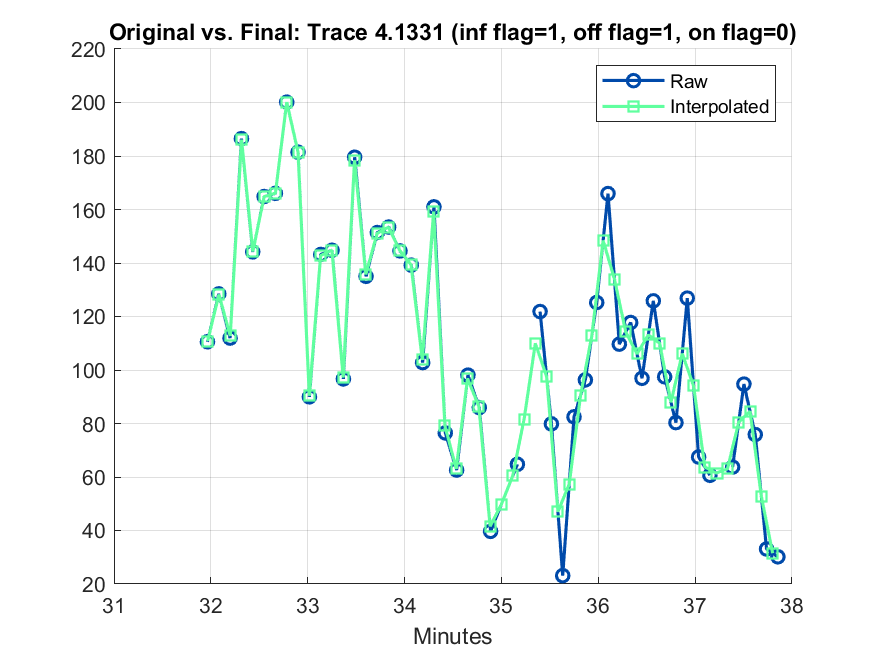 Original vs. Final: Trace 4.1331 (inf flag=1, off flag=1, on flag=0)
220
200
180
160
140
120
100
80
60
40
20
Raw
Interpolated
31 32 33 34 35 36 37 38
Minutes